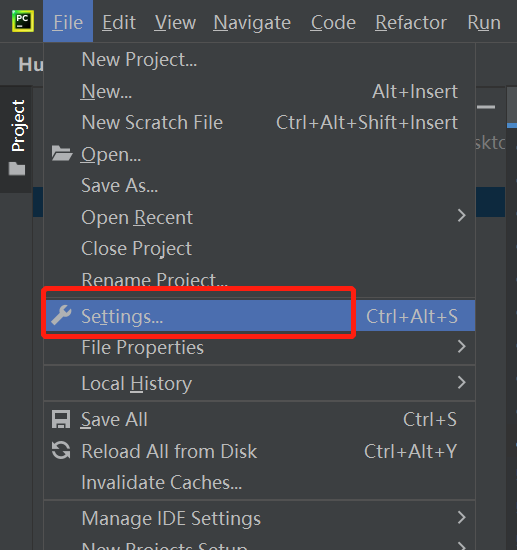 PC
File Edit View Navigate Code Refactor Run
Hu
Project
New Project...
New... Alt+Insert
New Scratch File Ctrl+Alt+Shift+Insert
Open...
Save As...
Open Recent
Close Project
Rename Project...
Settings... Ctrl+Alt+S
File Properties
Local History
Save All Ctrl+S
Reload All from Disk Ctrl+Alt+Y
Invalidate Caches...
Manage IDE Settings
New Projects Setup